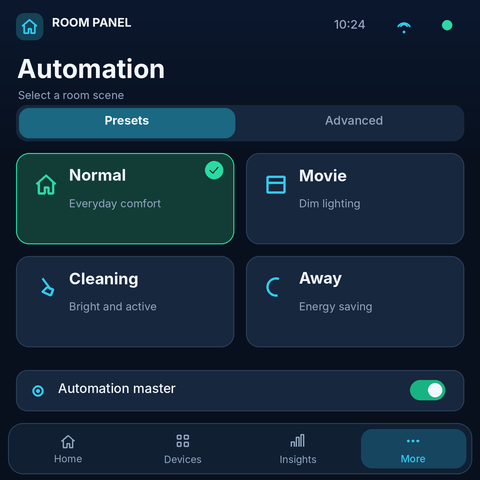 ROOM PANEL
10:24
Automation
Select a room scene
Presets
Advanced
Normal
Everyday comfort
Movie
Dim lighting
Cleaning
Bright and active
Away
Energy saving
Automation master
Home
Devices
Insights
More